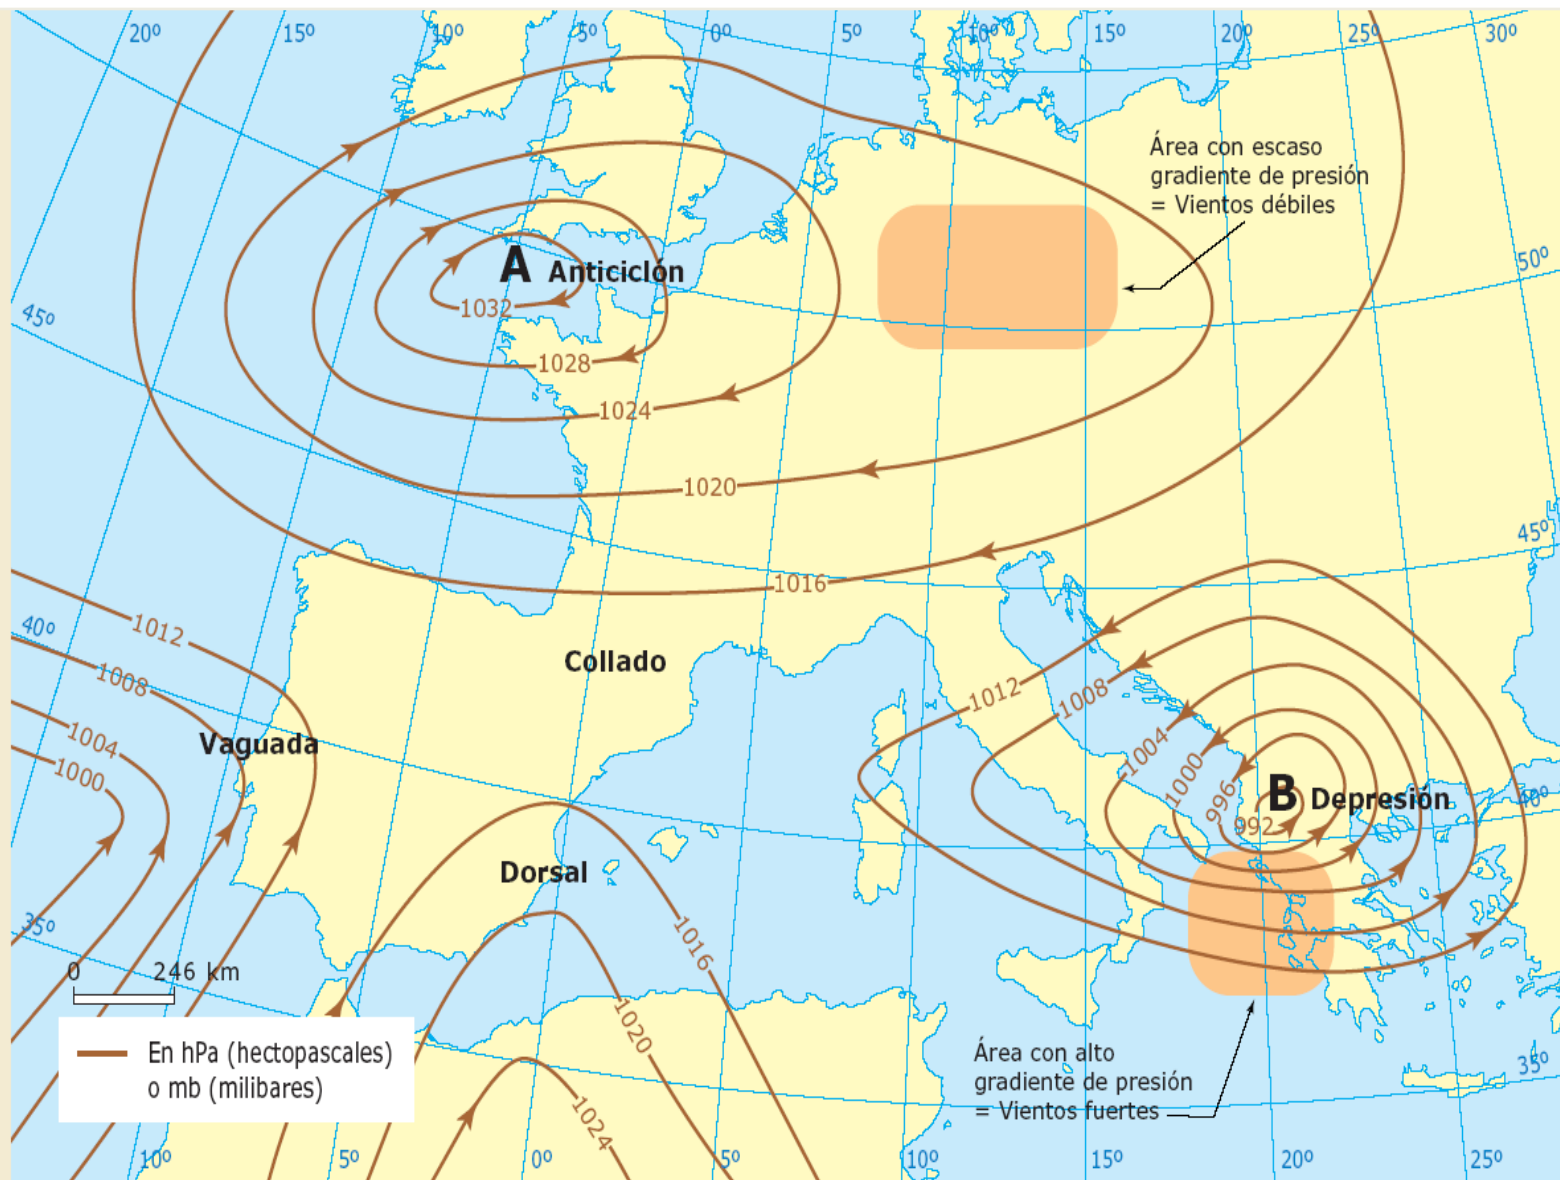 20º
15º
10º
5º
0º
5º
10º
15º
20º
25º
30º
Área con escaso
gradiente de presión
= Vientos débiles
50º
A Anticiclón
1032
45º
1028
1024
1020
45º
1016
1012
40º
Collado
1008
1012
1008
Vaguada
1004
1004
1000
1000
996
B Depresión
40º
992
Dorsal
1016
35º
0 246 km
1020
En hPa (hectopascales)
o mb (milibares)
Área con alto
gradiente de presión
= Vientos fuertes
35º
1024
10º
5º
0º
5º
10º
15º
20º
25º